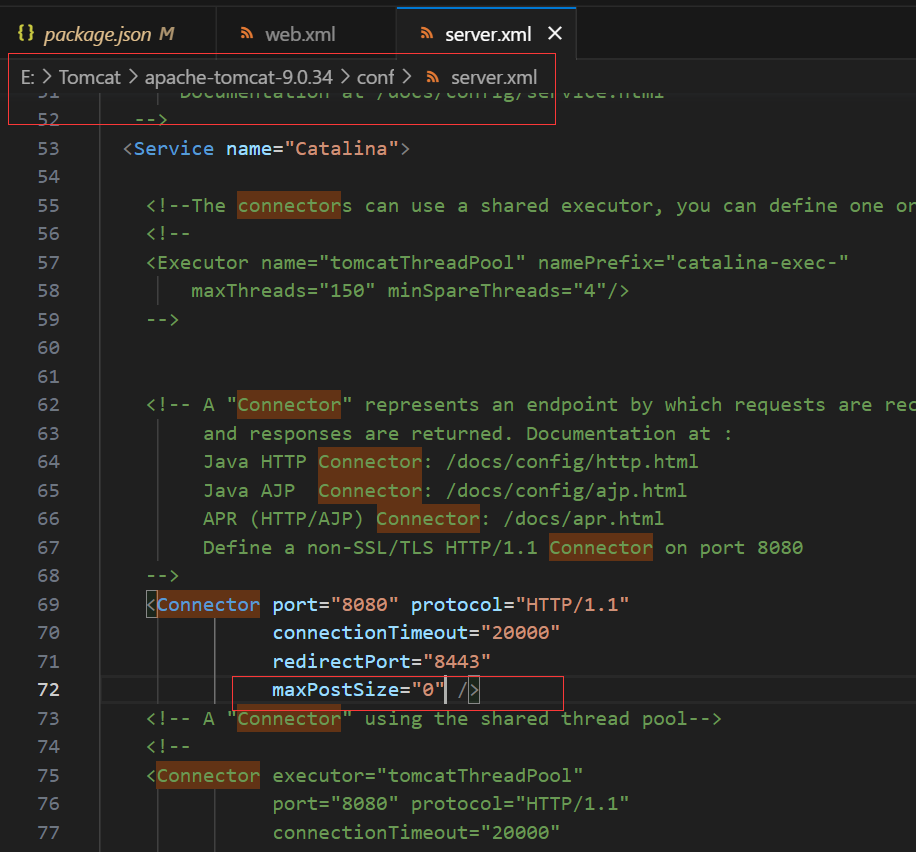 {} package.json M web.xml server.xml ×
E: > Tomcat > apache-tomcat-9.0.34 > conf > server.xml
51 Documentation at /docs/config/service.html
52 -->
53 <Service name="Catalina">
54
55 <!--The connectors can use a shared executor, you can define one or
56 <!--
57 <Executor name="tomcatThreadPool" namePrefix="catalina-exec-"
58 maxThreads="150" minSpareThreads="4"/>
59 -->
60
61
62 <!-- A "Connector" represents an endpoint by which requests are rec
63 and responses are returned. Documentation at :
64 Java HTTP Connector: /docs/config/http.html
65 Java AJP  Connector: /docs/config/ajp.html
66 APR (HTTP/AJP) Connector: /docs/apr.html
67 Define a non-SSL/TLS HTTP/1.1 Connector on port 8080
68 -->
69 <Connector port="8080" protocol="HTTP/1.1"
70 connectionTimeout="20000"
71 redirectPort="8443"
72 maxPostSize="0" />
73 <!-- A "Connector" using the shared thread pool-->
74 <!--
75 <Connector executor="tomcatThreadPool"
76 port="8080" protocol="HTTP/1.1"
77 connectionTimeout="20000"